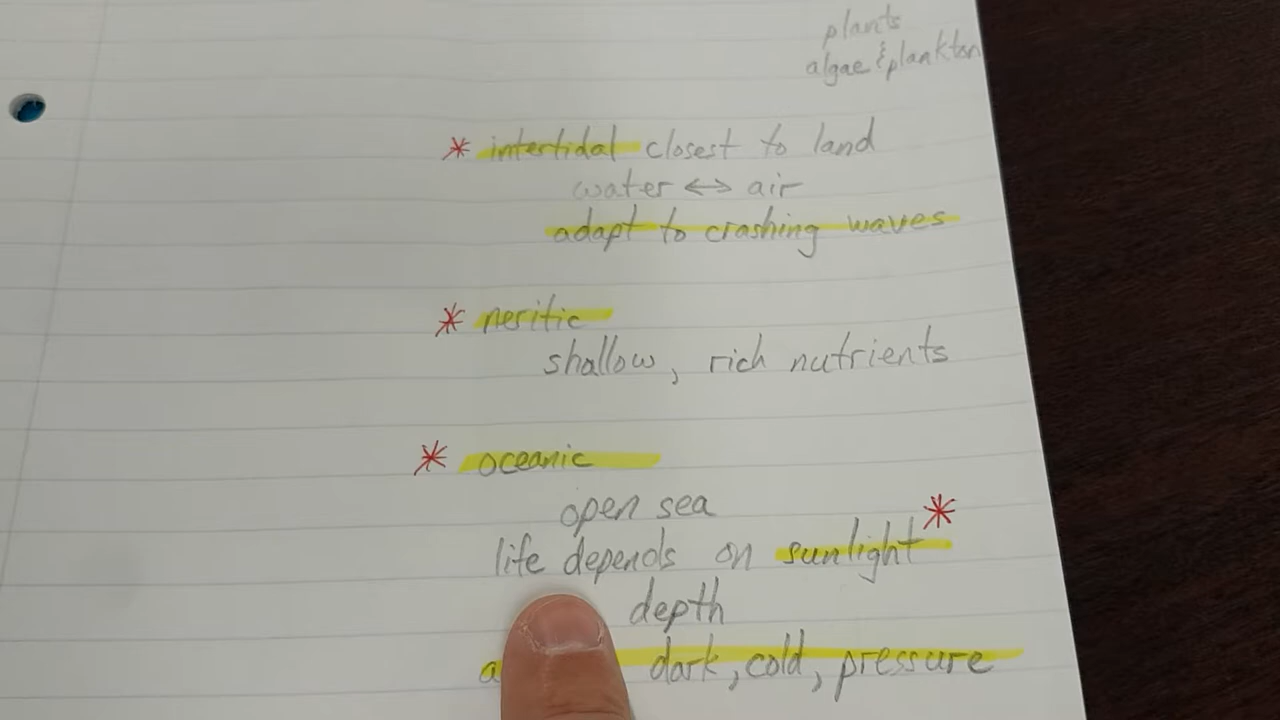 plants
algae & plankton
* intertidal closest to land
water ↔ air
adapt to crashing waves
* neritic
shallow, rich nutrients
* oceanic
open sea
life depends on sunlight *
depth
dark, cold, pressure